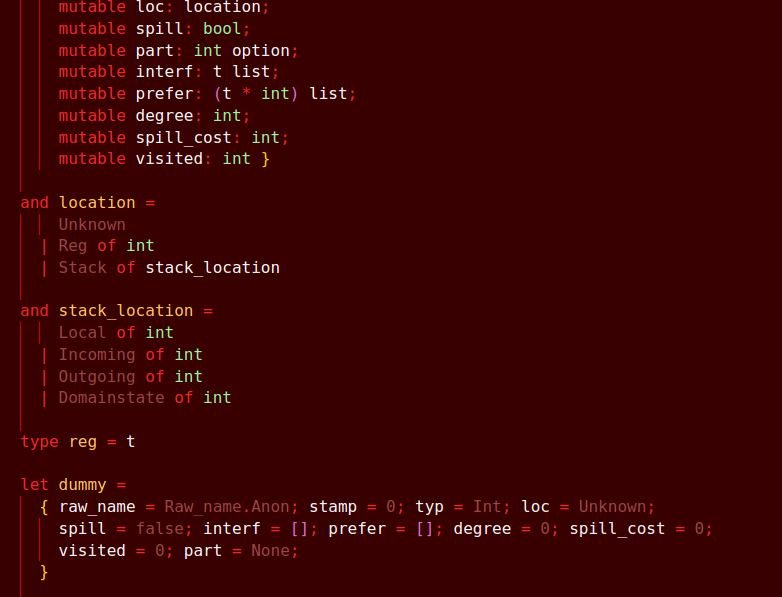 mutable loc: location;
mutable spill: bool;
mutable part: int option;
mutable interf: t list;
mutable prefer: (t * int) list;
mutable degree: int;
mutable spill_cost: int;
mutable visited: int }
and location =
Unknown
| Reg of int
| Stack of stack_location
and stack_location =
Local of int
| Incoming of int
| Outgoing of int
| Domainstate of int
type reg = t
let dummy =
{ raw_name = Raw_name.Anon; stamp = 0; typ = Int; loc = Unknown;
spill = false; interf = []; prefer = []; degree = 0; spill_cost = 0;
visited = 0; part = None;
}